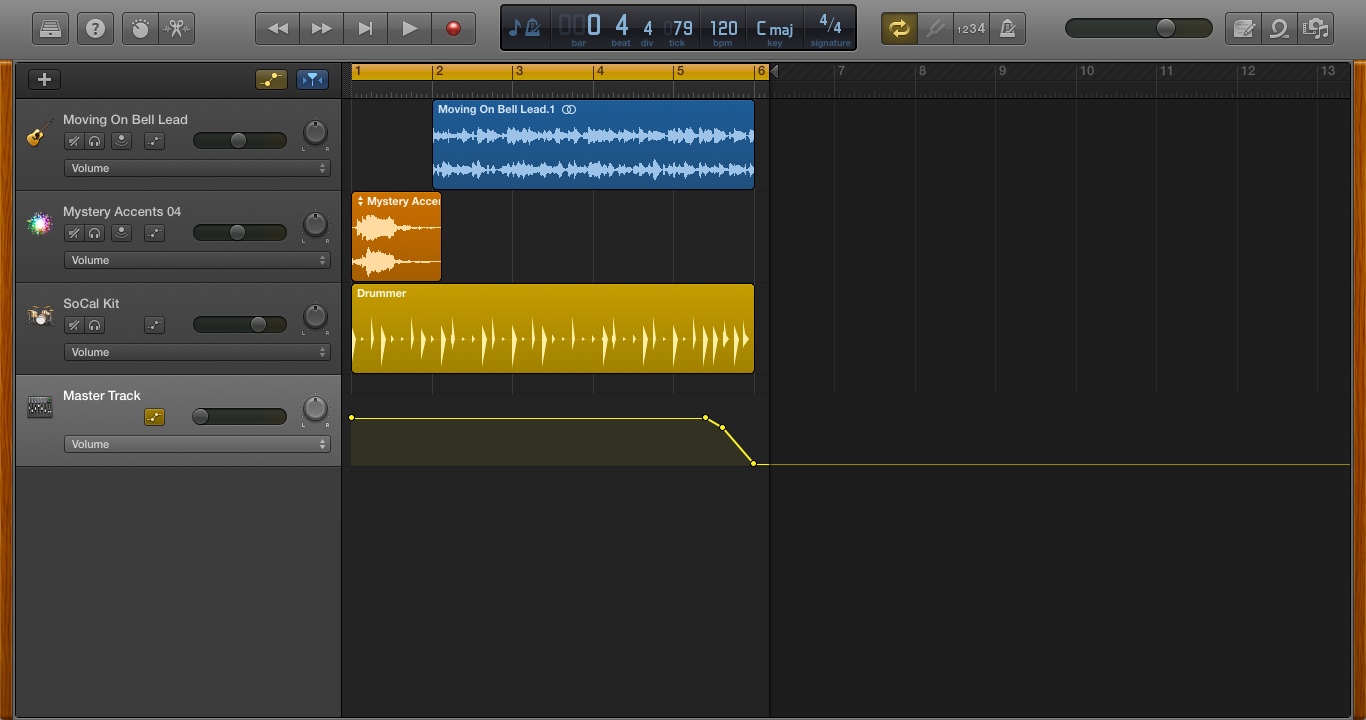 0 4 4 79 120 C maj 4/4
bar beat div tick bpm key signature
1234
1 2 3 4 5 6 7 8 9 10 11 12 13
Moving On Bell Lead
L R
Volume
Moving On Bell Lead.1
Mystery Accents 04
L R
Volume
Mystery Acce
SoCal Kit
L R
Volume
Drummer
Master Track
L R
Volume